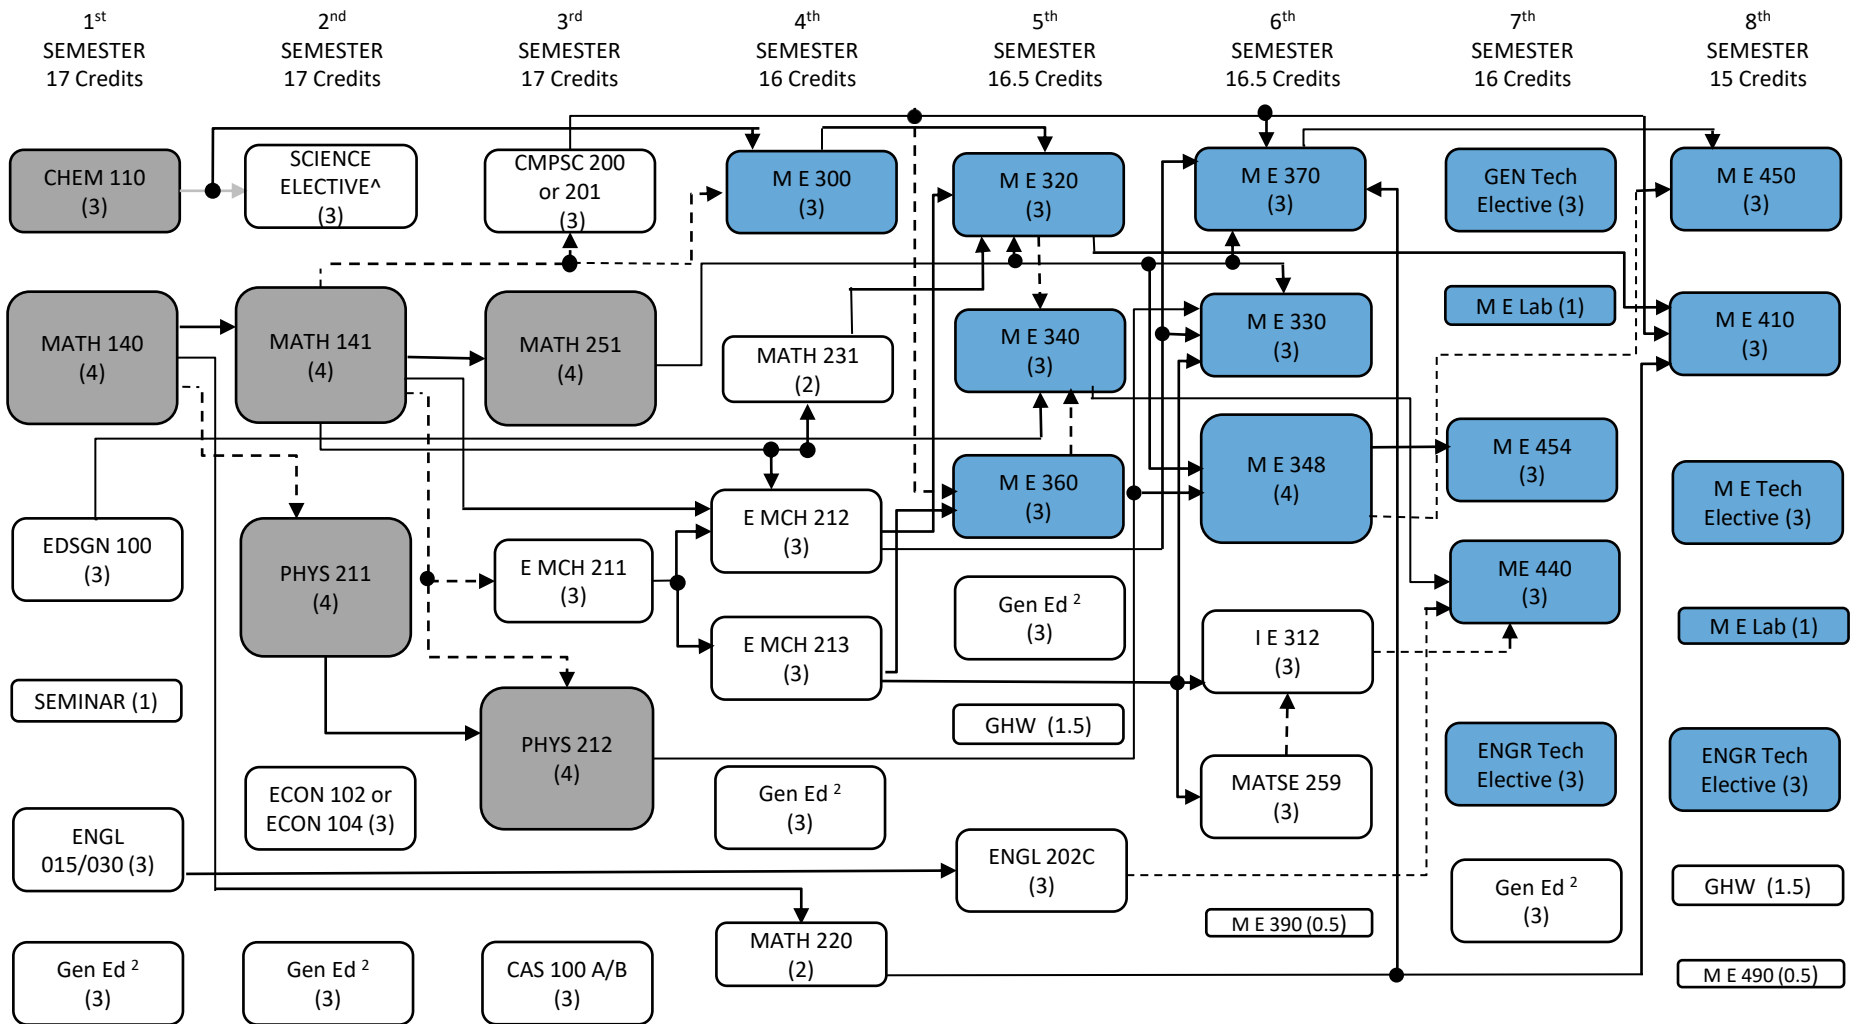 1st
SEMESTER
17 Credits
2nd
SEMESTER
17 Credits
3rd
SEMESTER
17 Credits
4th
SEMESTER
16 Credits
5th
SEMESTER
16.5 Credits
6th
SEMESTER
16.5 Credits
7th
SEMESTER
16 Credits
8th
SEMESTER
15 Credits
CHEM 110
(3)
MATH 140
(4)
EDSGN 100
(3)
SEMINAR (1)
ENGL
015/030 (3)
Gen Ed 2
(3)
SCIENCE
ELECTIVE^
(3)
MATH 141
(4)
PHYS 211
(4)
ECON 102 or
ECON 104 (3)
Gen Ed 2
(3)
CMPSC 200
or 201
(3)
MATH 251
(4)
E MCH 211
(3)
PHYS 212
(4)
CAS 100 A/B
(3)
M E 300
(3)
MATH 231
(2)
E MCH 212
(3)
E MCH 213
(3)
Gen Ed 2
(3)
MATH 220
(2)
M E 320
(3)
M E 340
(3)
M E 360
(3)
Gen Ed 2
(3)
GHW (1.5)
ENGL 202C
(3)
M E 370
(3)
M E 330
(3)
M E 348
(4)
I E 312
(3)
MATSE 259
(3)
M E 390 (0.5)
GEN Tech
Elective (3)
M E Lab (1)
M E 454
(3)
ME 440
(3)
ENGR Tech
Elective (3)
Gen Ed 2
(3)
M E 450
(3)
M E 410
(3)
M E Tech
Elective (3)
M E Lab (1)
ENGR Tech
Elective (3)
GHW (1.5)
M E 490 (0.5)